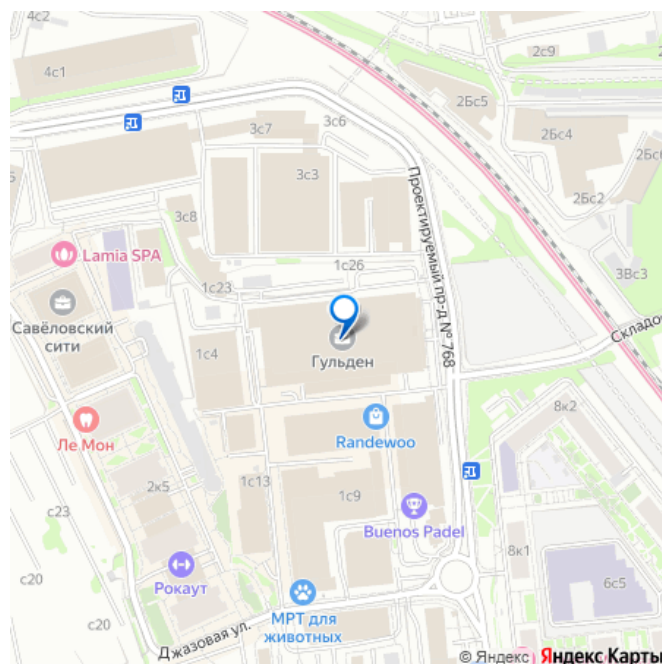 4с2
4с1
2с9
2Бс5
2Бс4
2Бс6
2Бс2
3с7
3с6
3с3
3с8
Проектируемый пр-д № 768
Lamia SPA
1с26
1с23
3Вс3
Савёловский
сити
Гульден
1с4
Складо
Ле Мон
Randewoo
8к2
2к5
1с13
1с9
с23
Buenos Padel
8к1
с20
Рокаут
6с5
МРТ для
животных
с20
Джазовая ул.
© Яндекс
Яндекс Карты